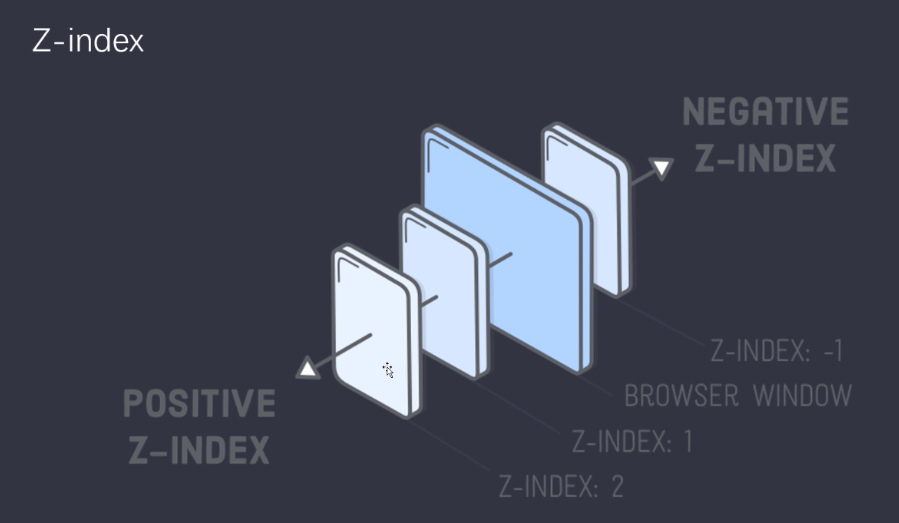 Z-index
NEGATIVE
Z-INDEX
Z-INDEX: -1
BROWSER WINDOW
POSITIVE
Z-INDEX
Z-INDEX: 1
Z-INDEX: 2